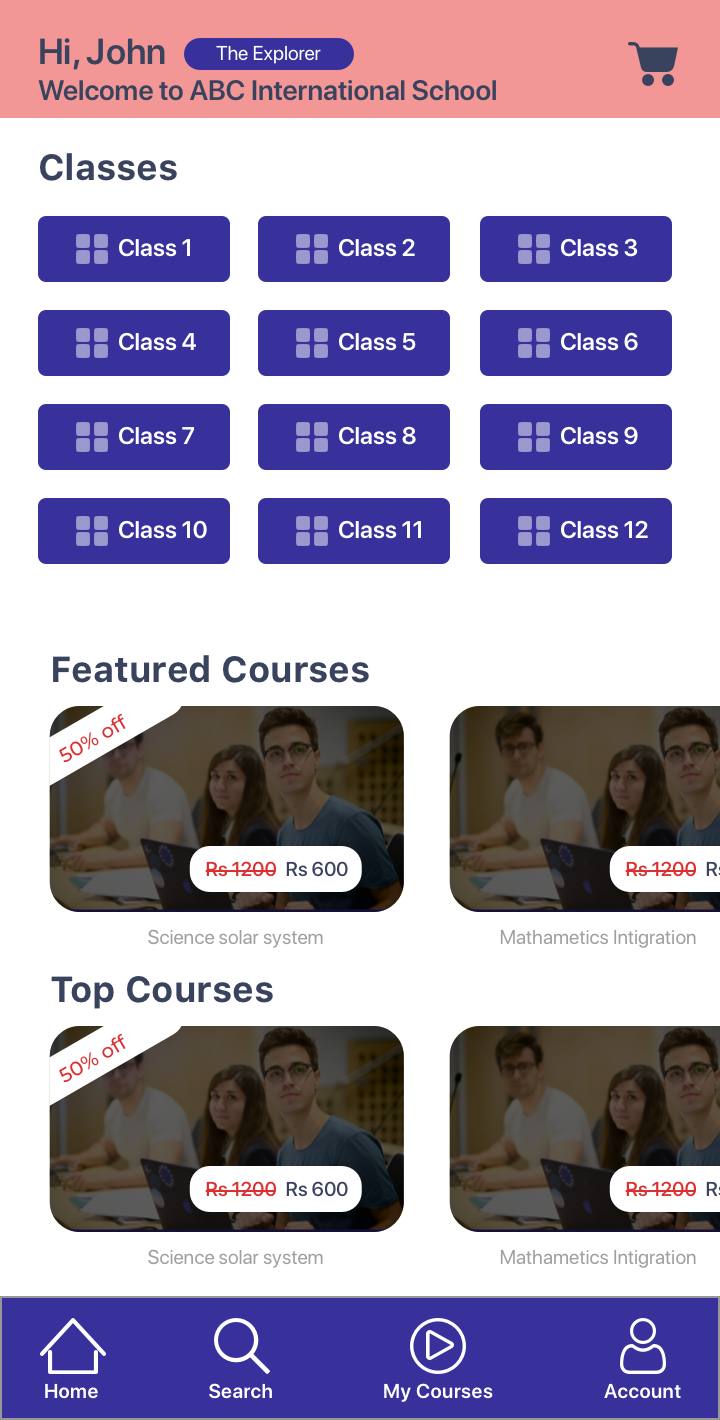 Hi, John
The Explorer
Welcome to ABC International School
Classes
Class 1
Class 2
Class 3
Class 4
Class 5
Class 6
Class 7
Class 8
Class 9
Class 10
Class 11
Class 12
Featured Courses
50% off
Rs 1200 Rs 600
Rs 1200
Science solar system
Mathametics Intigration
Top Courses
50% off
Rs 1200 Rs 600
Rs 1200
Science solar system
Mathametics Intigration
Home
Search
My Courses
Account